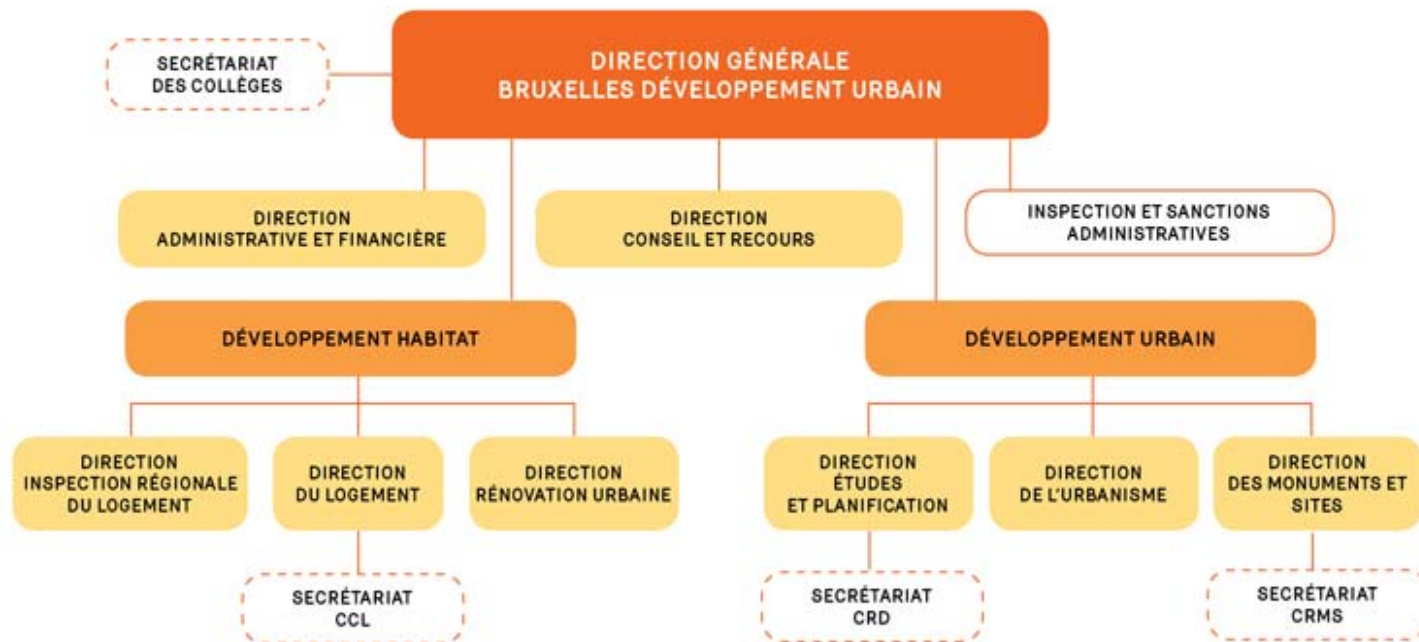 SECRÉTARIAT
DES COLLÈGES
DIRECTION GÉNÉRALE
BRUXELLES DÉVELOPPEMENT URBAIN
DIRECTION
ADMINISTRATIVE ET FINANCIÈRE
DIRECTION
CONSEIL ET RECOURS
INSPECTION ET SANCTIONS
ADMINISTRATIVES
DÉVELOPPEMENT HABITAT
DÉVELOPPEMENT URBAIN
DIRECTION
INSPECTION RÉGIONALE
DU LOGEMENT
DIRECTION
DU LOGEMENT
DIRECTION
RÉNOVATION URBAINE
DIRECTION
ÉTUDES
ET PLANIFICATION
DIRECTION
DE L'URBANISME
DIRECTION
DES MONUMENTS ET
SITES
SECRÉTARIAT
CCL
SECRÉTARIAT
CRD
SECRÉTARIAT
CRMS